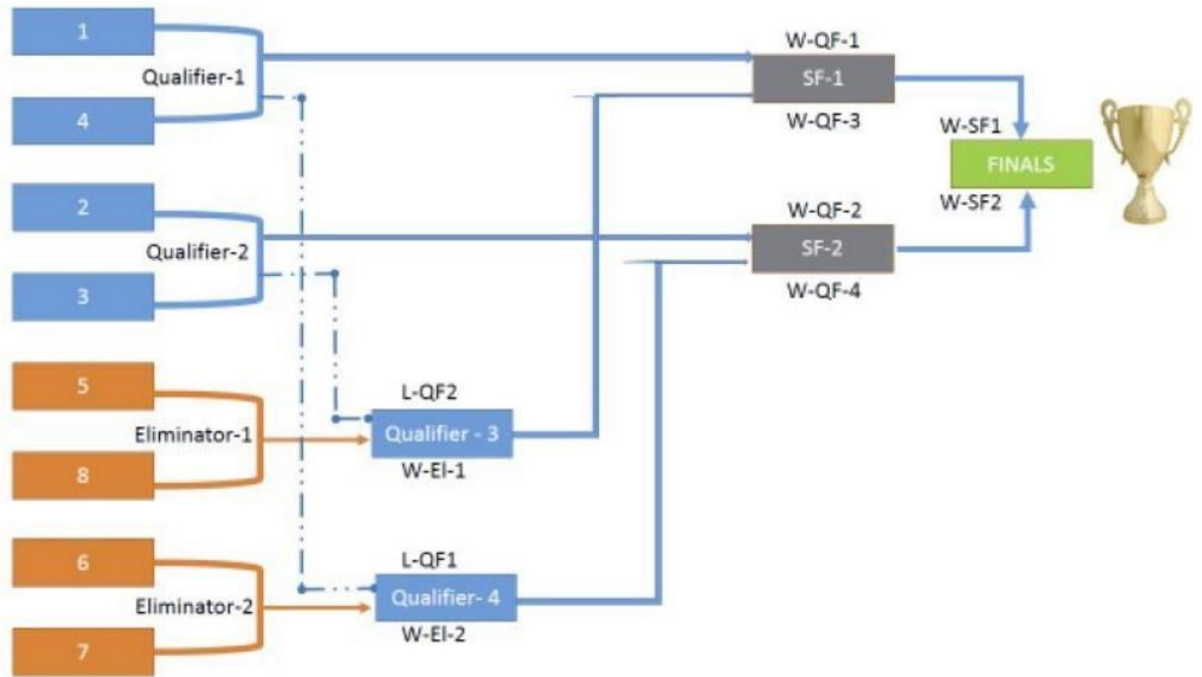 1
Qualifier-1
4
2
Qualifier-2
3
5
Eliminator-1
8
6
Eliminator-2
7
L-QF2
Qualifier - 3
W-El-1
L-QF1
Qualifier- 4
W-El-2
W-QF-1
SF-1
W-QF-3
W-QF-2
SF-2
W-QF-4
W-SF1
FINALS
W-SF2